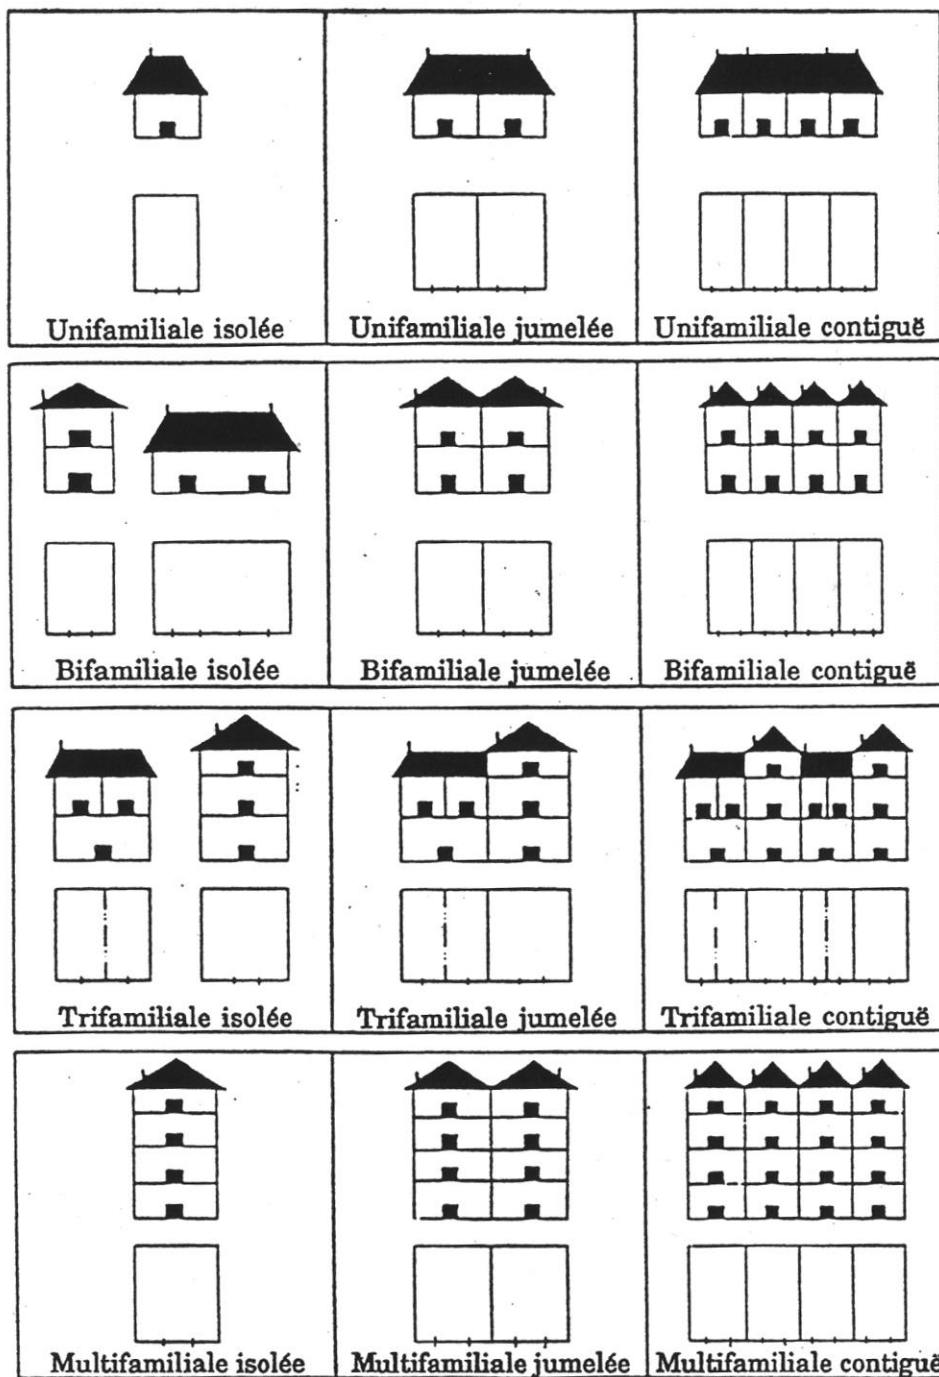 Unifamiliale isolée
Unifamiliale jumelée
Unifamiliale contiguë
Bifamiliale isolée
Bifamiliale jumelée
Bifamiliale contiguë
Trifamiliale isolée
Trifamiliale jumelée
Trifamiliale contiguë
Multifamiliale isolée
Multifamiliale jumelée
Multifamiliale contiguë